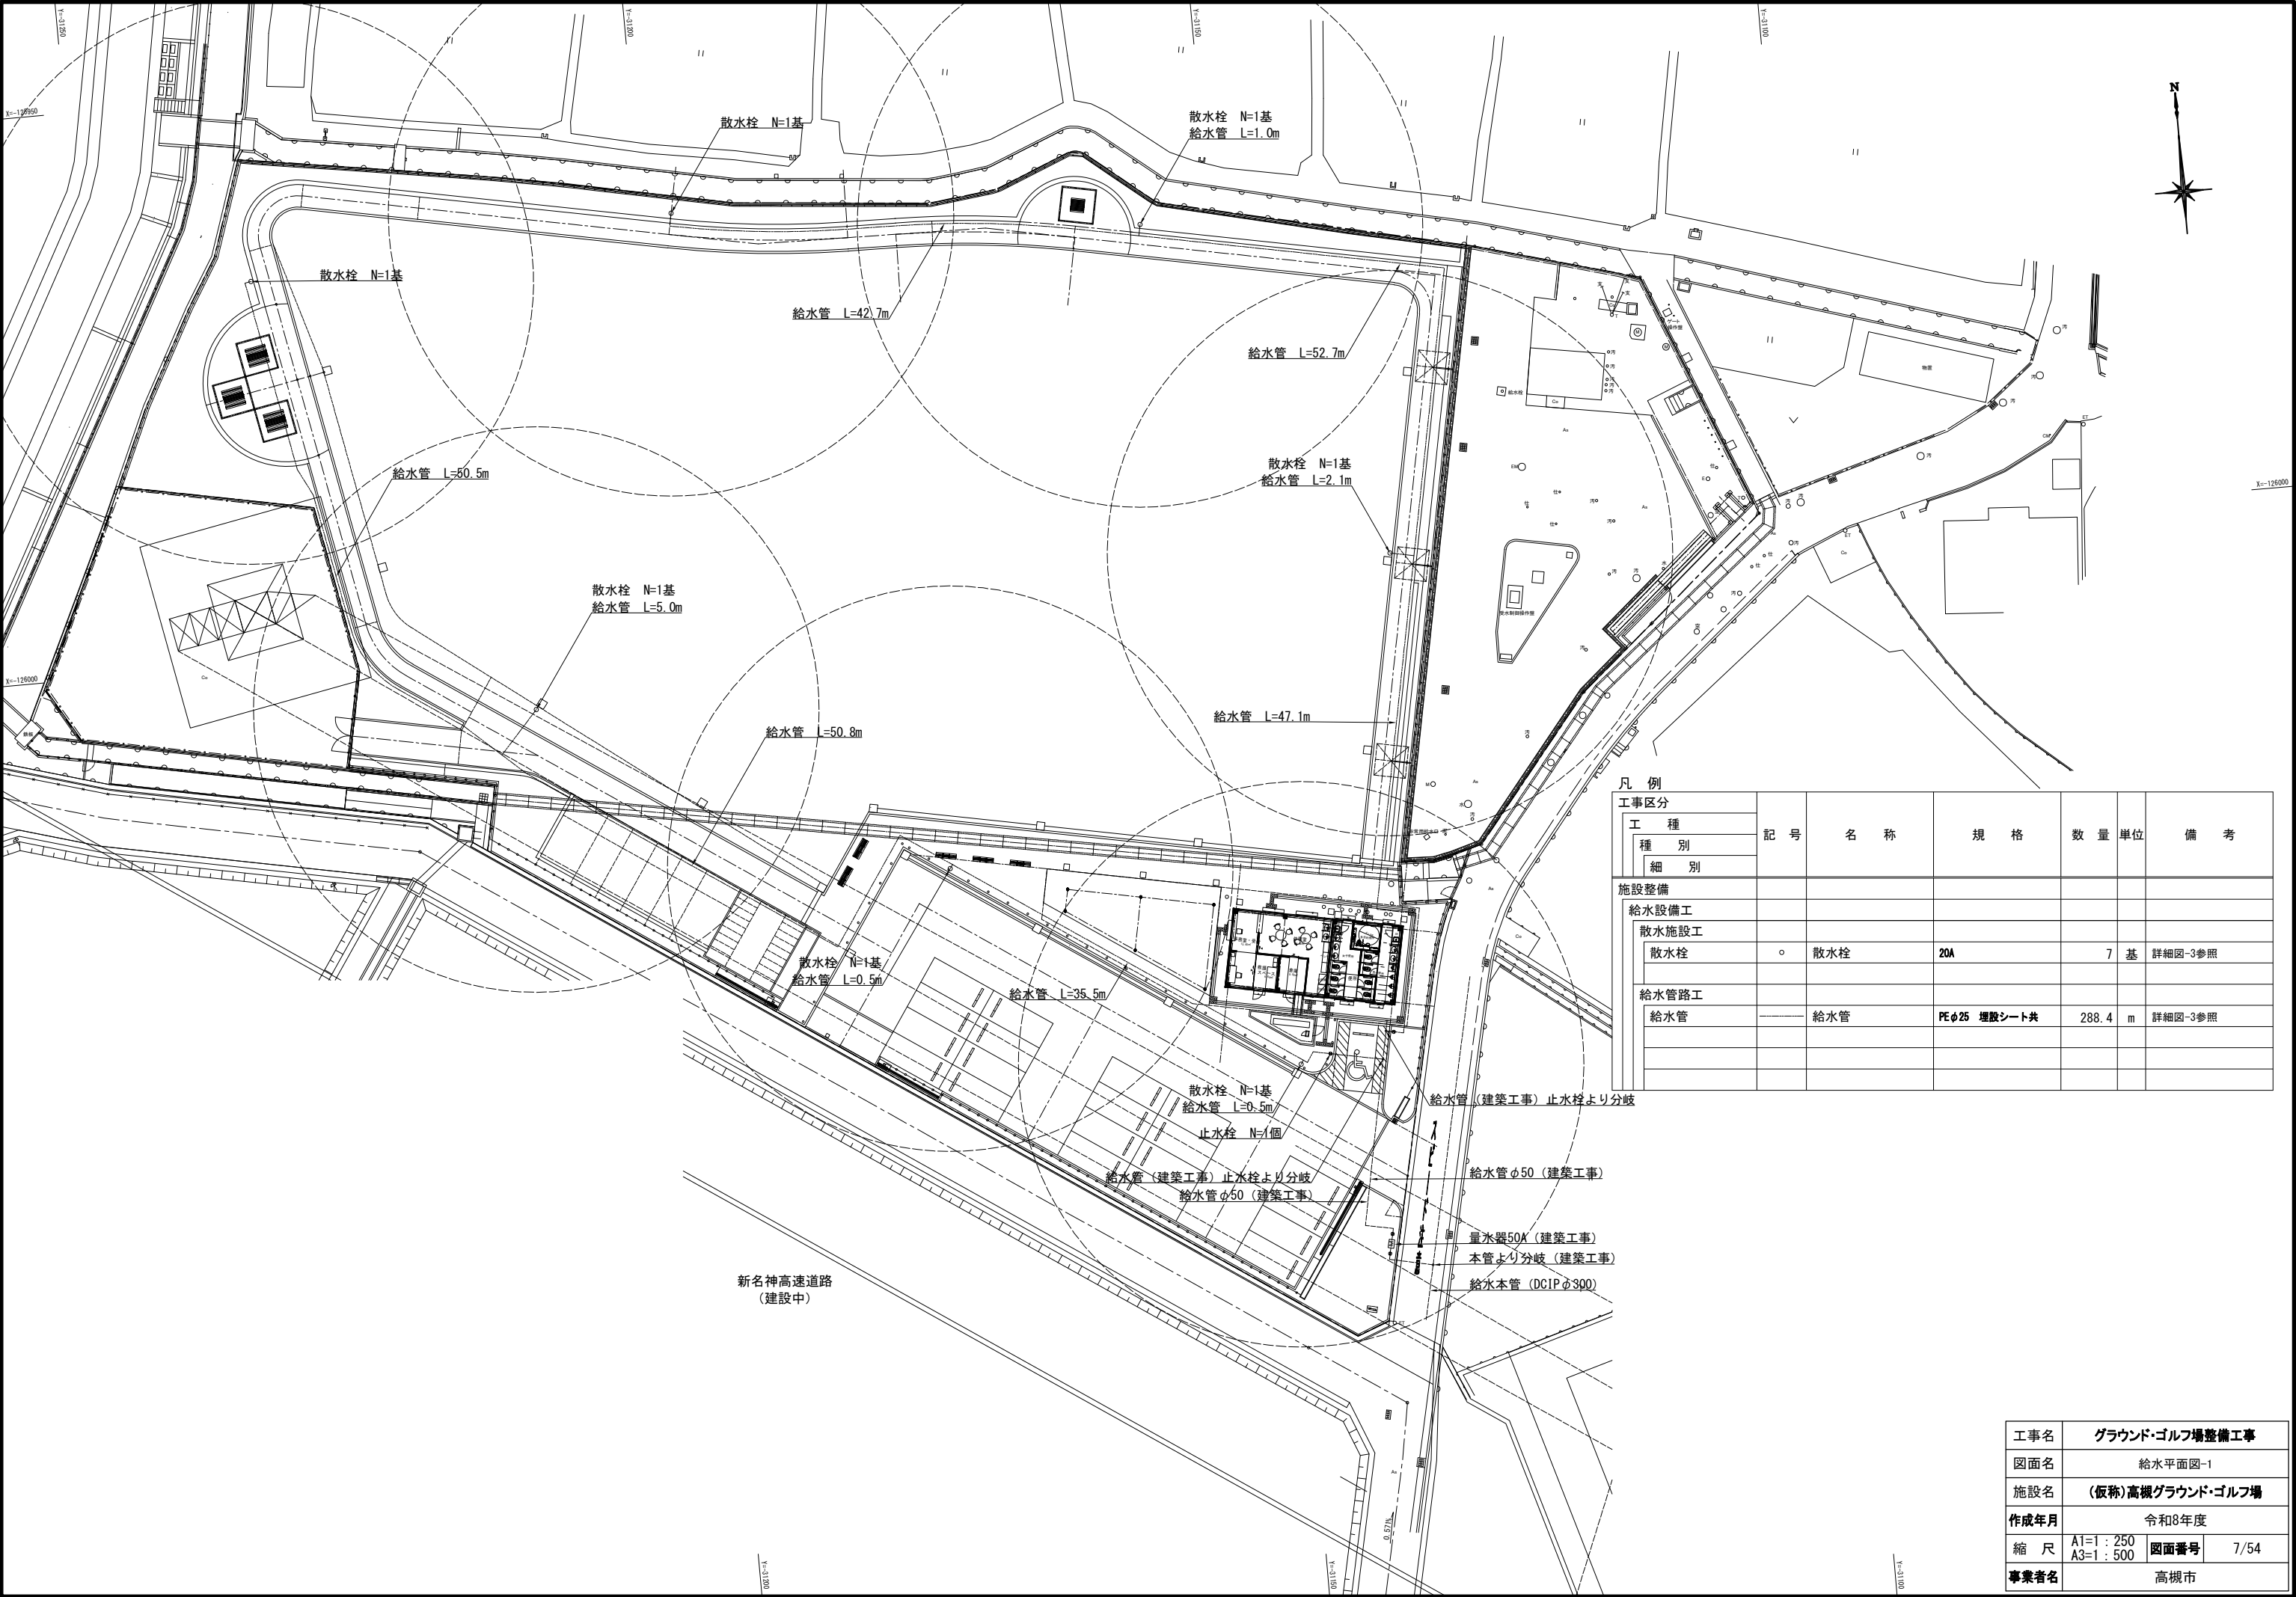 Y=-31250
Y=-31200
Y=-31150
Y=-31100
X=-125950
N
散水栓 N=1基
散水栓 N=1基
給水管 L=1.0m
散水栓 N=1基
給水管 L=42.7m
給水管 L=52.7m
散水栓 N=1基
給水管 L=2.1m
給水管 L=50.5m
X=-126000
散水栓 N=1基
給水管 L=5.0m
X=-126000
給水管 L=47.1m
給水管 L=50.8m
散水栓 N=1基
給水管 L=0.5m
給水管 L=35.5m
散水栓 N=1基
給水管 L=0.5m
止水栓 N=1個
給水管（建築工事）止水栓より分岐
給水管（建築工事）止水栓より分岐
給水管φ50（建築工事）
給水管φ50（建築工事）
量水器50A（建築工事）
本管より分岐（建築工事）
給水本管（DCIPφ300）
新名神高速道路
（建設中）
物置
給水栓
0.571%
Y=-31200
Y=-31150
Y=-31100
凡 例
工事区分
工 種
種 別
細 別
記 号 名 称 規 格 数 量 単位 備 考
施設整備
給水設備工
散水施設工
散水栓 散水栓 20A 7 基 詳細図-3参照
給水管路工
給水管 給水管 PEφ25 埋設シート共 288.4 m 詳細図-3参照
工事名 グラウンド・ゴルフ場整備工事
図面名 給水平面図-1
施設名 （仮称）高槻グラウンド・ゴルフ場
作成年月 令和8年度
縮 尺 A1=1：250
A3=1：500 図面番号 7/54
事業者名 高槻市